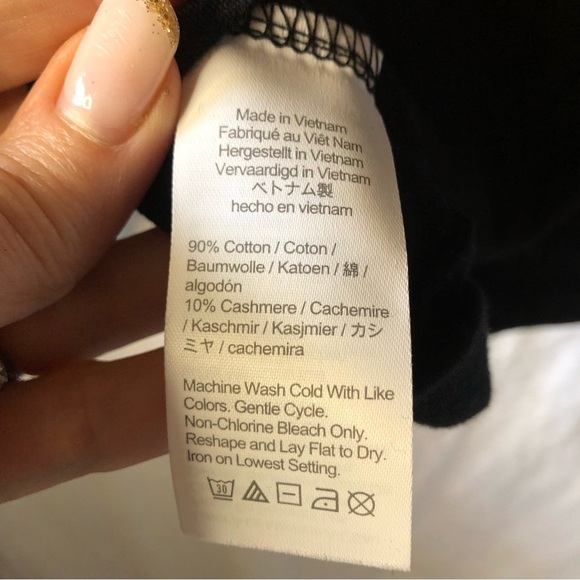 Made in Vietnam
Fabriqué au Viêt Nam
Hergestellt in Vietnam
Vervaardigd in Vietnam
ベトナム製
hecho en vietnam
90% Cotton / Coton /
Baumwolle / Katoen / 綿 /
algodón
10% Cashmere / Cachemire
/ Kaschmir / Kasjmier / カシ
ミヤ / cachemira
Machine Wash Cold With Like
Colors. Gentle Cycle.
Non-Chlorine Bleach Only.
Reshape and Lay Flat to Dry.
Iron on Lowest Setting.
30